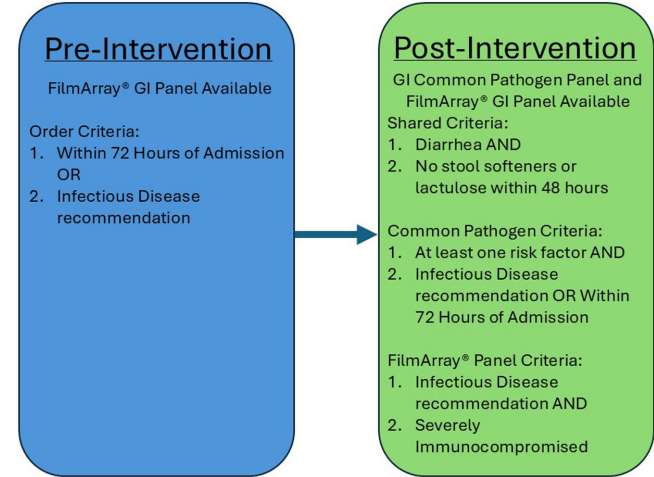 Pre-Intervention
FilmArray® GI Panel Available
Order Criteria:
1. Within 72 Hours of Admission
OR
2. Infectious Disease
recommendation
Post-Intervention
GI Common Pathogen Panel and
FilmArray® GI Panel Available
Shared Criteria:
1. Diarrhea AND
2. No stool softeners or
lactulose within 48 hours
Common Pathogen Criteria:
1. At least one risk factor AND
2. Infectious Disease
recommendation OR Within
72 Hours of Admission
FilmArray® Panel Criteria:
1. Infectious Disease
recommendation AND
2. Severely
Immunocompromised